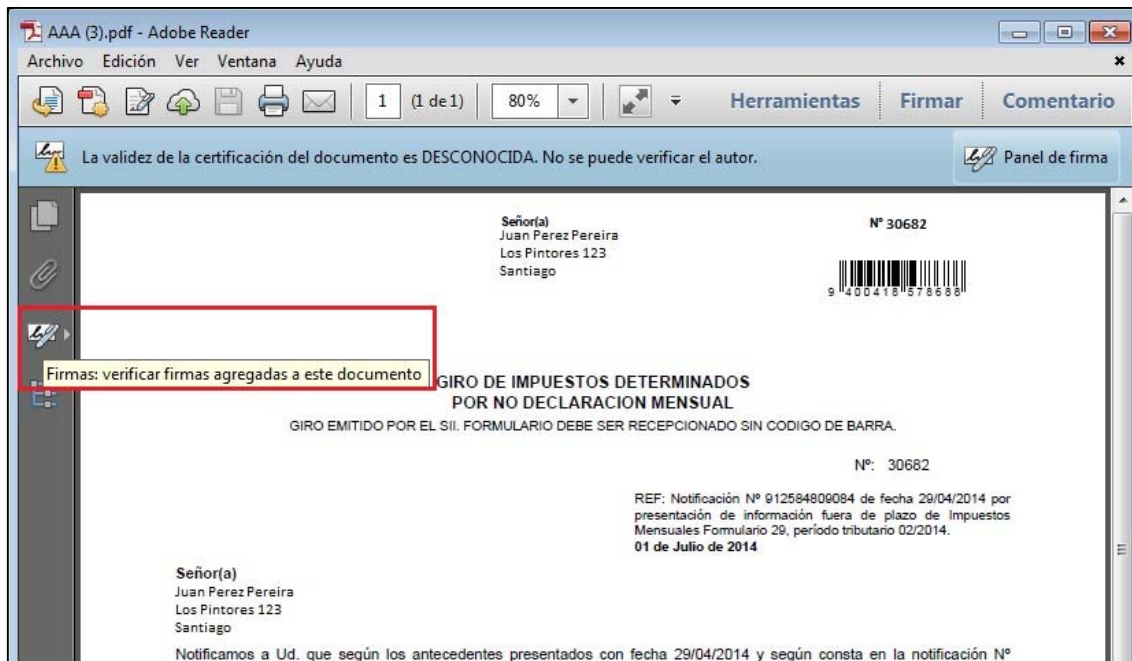 AAA (3).pdf - Adobe Reader
Archivo Edición Ver Ventana Ayuda
1 (1 de 1) 80% Herramientas Firmar Comentario
La validez de la certificación del documento es DESCONOCIDA. No se puede verificar el autor. Panel de firma
Señor(a)
Juan Perez Pereira
Los Pintores 123
Santiago
Nº 30682
9 400418 578688
Firmas: verificar firmas agregadas a este documento
GIRO DE IMPUESTOS DETERMINADOS
POR NO DECLARACION MENSUAL
GIRO EMITIDO POR EL SII. FORMULARIO DEBE SER RECEPCIONADO SIN CODIGO DE BARRA.
Nº: 30682
REF: Notificación Nº 912584809084 de fecha 29/04/2014 por
presentación de información fuera de plazo de Impuestos
Mensuales Formulario 29, período tributario 02/2014.
01 de Julio de 2014
Señor(a)
Juan Perez Pereira
Los Pintores 123
Santiago
Notificamos a Ud. que según los antecedentes presentados con fecha 29/04/2014 y según consta en la notificación Nº